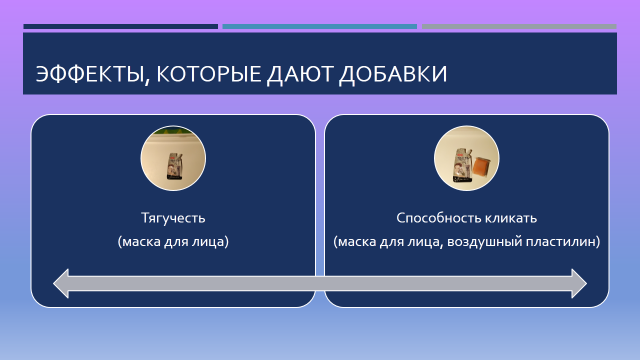 ЭФФЕКТЫ, КОТОРЫЕ ДАЮТ ДОБАВКИ
Тягучесть
(маска для лица)
Способность кликать
(маска для лица, воздушный пластилин)